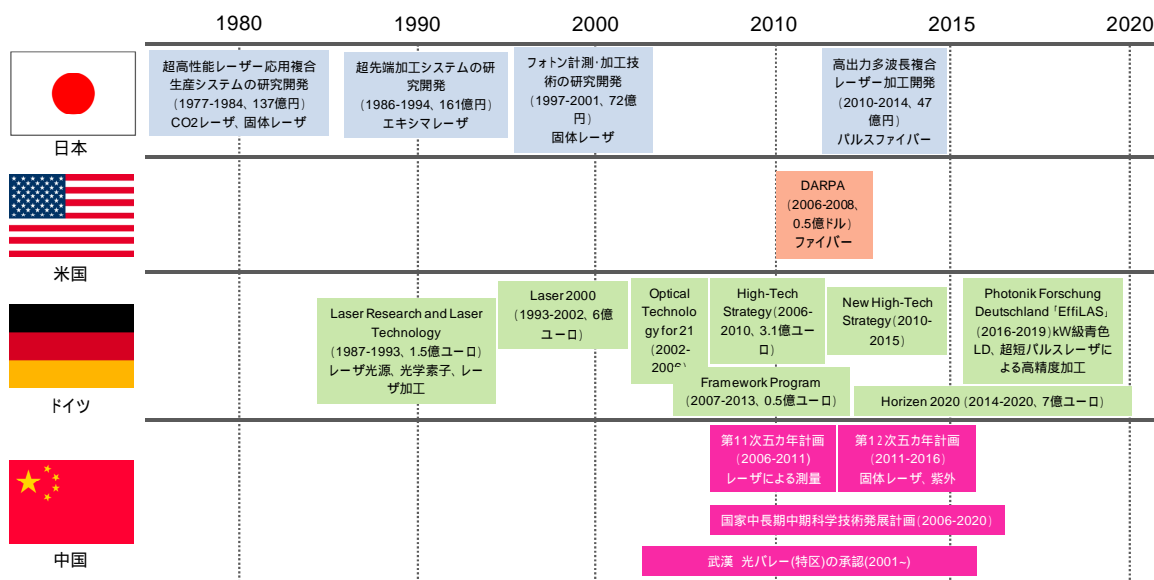 1980
1990
2000
2010
2015
2020
超高性能レーザー応用複合
生産システムの研究開発
(1977-1984、137億円)
CO2レーザ、固体レーザ
超先端加工システムの研
究開発
(1986-1994、161億円)
エキシマレーザ
フォトン計測・加工技
術の研究開発
(1997-2001、72億
円)
固体レーザ
高出力多波長複合
レーザー加工開発
(2010-2014、47
億円)
パルスファイバー
日本
DARPA
(2006-2008、
0.5億ドル)
ファイバー
米国
Laser Research and Laser
Technology
(1987-1993、1.5億ユーロ)
レーザ光源、光学素子、レー
ザ加工
Laser 2000
(1993-2002、6億
ユーロ)
Optical
Technolo
gy for 21
(2002-
2006)
High-Tech
Strategy (2006-
2010、3.1億ユー
ロ)
New High-Tech
Strategy (2010-
2015)
Photonik Forschung
Deutschland「EffiLAS」
(2016-2019)kW級青色
LD、超短パルスレーザに
よる高精度加工
Framework Program
(2007-2013、0.5億ユーロ)
Horizen 2020 (2014-2020、7億ユーロ)
ドイツ
第11次五カ年計画
(2006-2011)
レーザによる測量
第12次五カ年計画
(2011-2016)
固体レーザ、紫外
国家中長期中期科学技術発展計画(2006-2020)
武漢 光バレー(特区)の承認(2001~)
中国